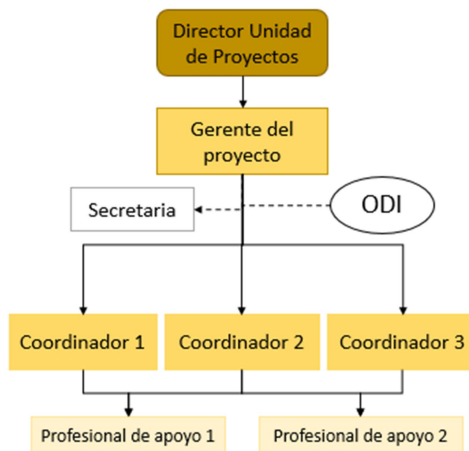 Director Unidad
de Proyectos
Gerente del
proyecto
Secretaria
ODI
Coordinador 1
Coordinador 2
Coordinador 3
Profesional de apoyo 1
Profesional de apoyo 2